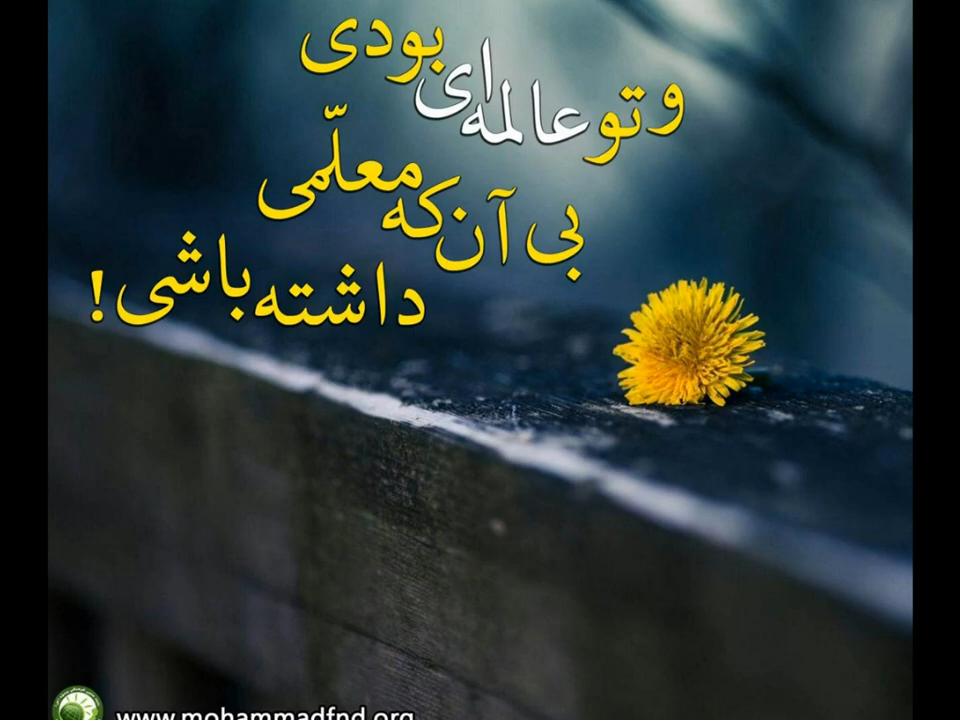 و تو عالمه‌ای بودی
بی آن که معلّمی
داشته باشی!
www.mohammadfnd.org